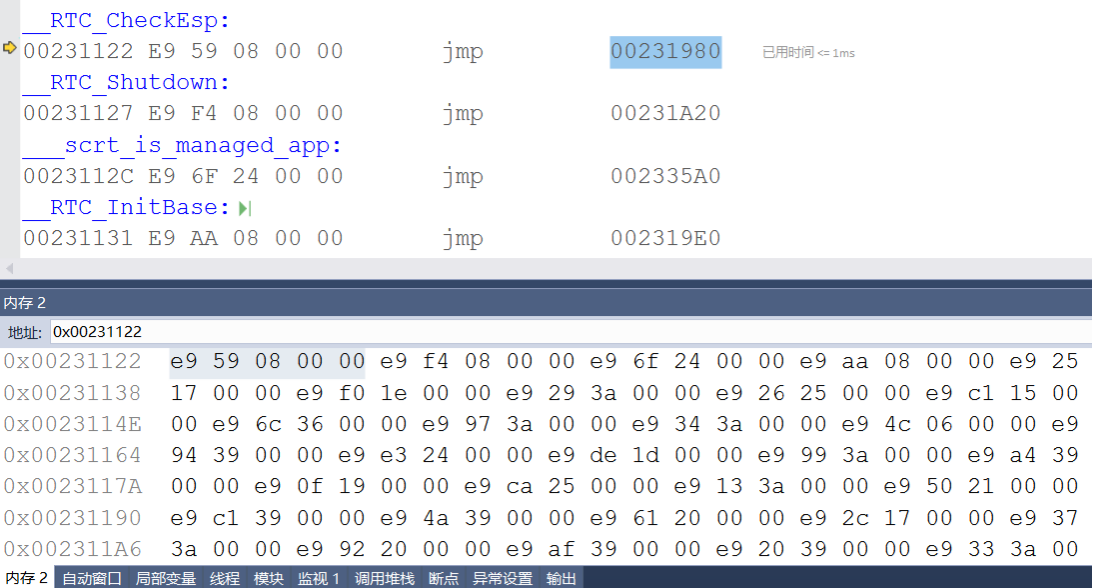 __RTC_CheckEsp:
00231122 E9 59 08 00 00 jmp 00231980 已用时间 <= 1ms
__RTC_Shutdown:
00231127 E9 F4 08 00 00 jmp 00231A20
___scrt_is_managed_app:
0023112C E9 6F 24 00 00 jmp 002335A0
__RTC_InitBase:
00231131 E9 AA 08 00 00 jmp 002319E0
内存 2
地址: 0x00231122
0x00231122 e9 59 08 00 00 e9 f4 08 00 00 e9 6f 24 00 00 e9 aa 08 00 00 e9 25
0x00231138 17 00 00 e9 f0 1e 00 00 e9 29 3a 00 00 e9 26 25 00 00 e9 c1 15 00
0x0023114E 00 e9 6c 36 00 00 e9 97 3a 00 00 e9 34 3a 00 00 e9 4c 06 00 00 e9
0x00231164 94 39 00 00 e9 e3 24 00 00 e9 de 1d 00 00 e9 99 3a 00 00 e9 a4 39
0x0023117A 00 00 e9 0f 19 00 00 e9 ca 25 00 00 e9 13 3a 00 00 e9 50 21 00 00
0x00231190 e9 c1 39 00 00 e9 4a 39 00 00 e9 61 20 00 00 e9 2c 17 00 00 e9 37
0x002311A6 3a 00 00 e9 92 20 00 00 e9 af 39 00 00 e9 20 39 00 00 e9 33 3a 00
内存 2 自动窗口 局部变量 线程 模块 监视 1 调用堆栈 断点 异常设置 输出